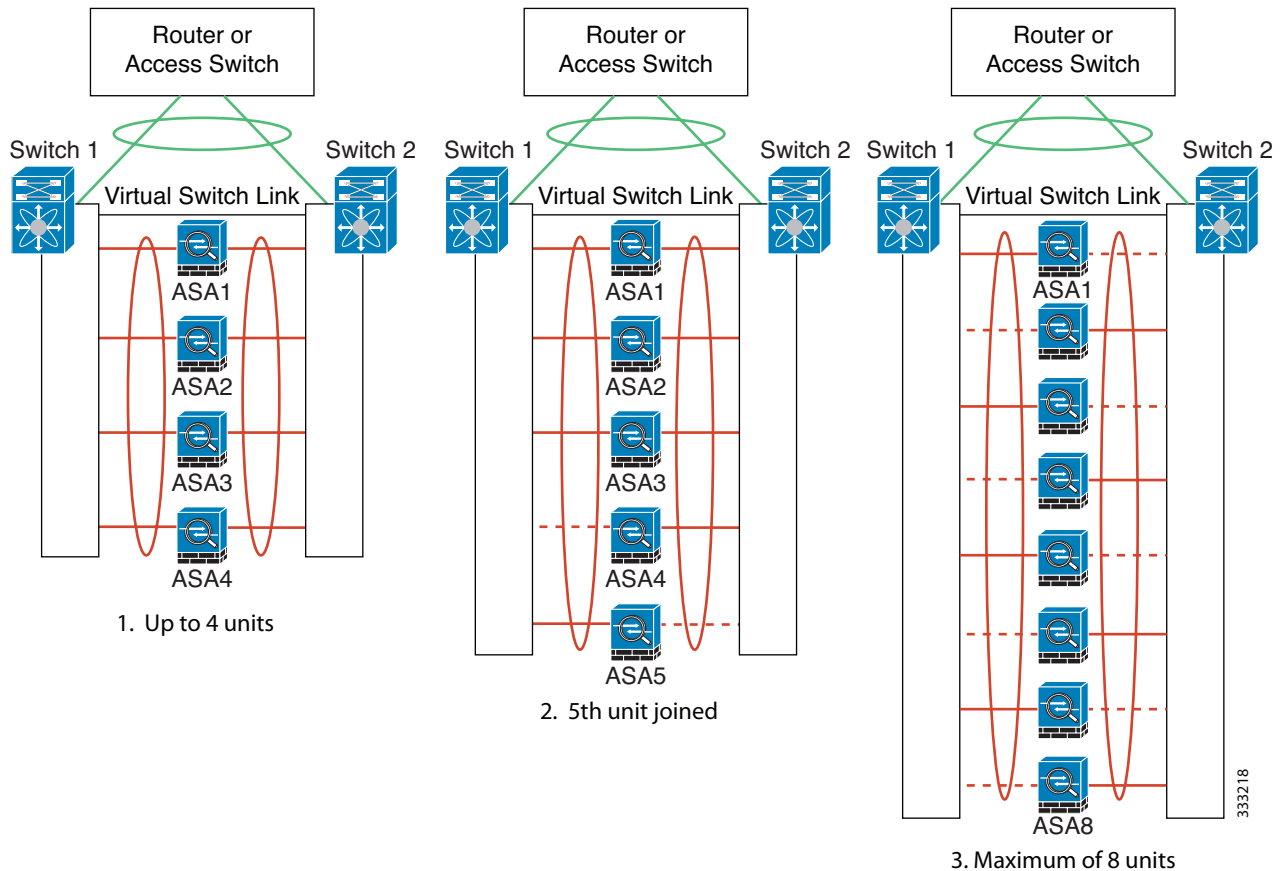 Router or
Access Switch
Switch 1
Switch 2
Virtual Switch Link
ASA1
ASA2
ASA3
ASA4
1. Up to 4 units
Router or
Access Switch
Switch 1
Switch 2
Virtual Switch Link
ASA1
ASA2
ASA3
ASA4
ASA5
2. 5th unit joined
Router or
Access Switch
Switch 1
Switch 2
Virtual Switch Link
ASA1
ASA8
3. Maximum of 8 units
333218